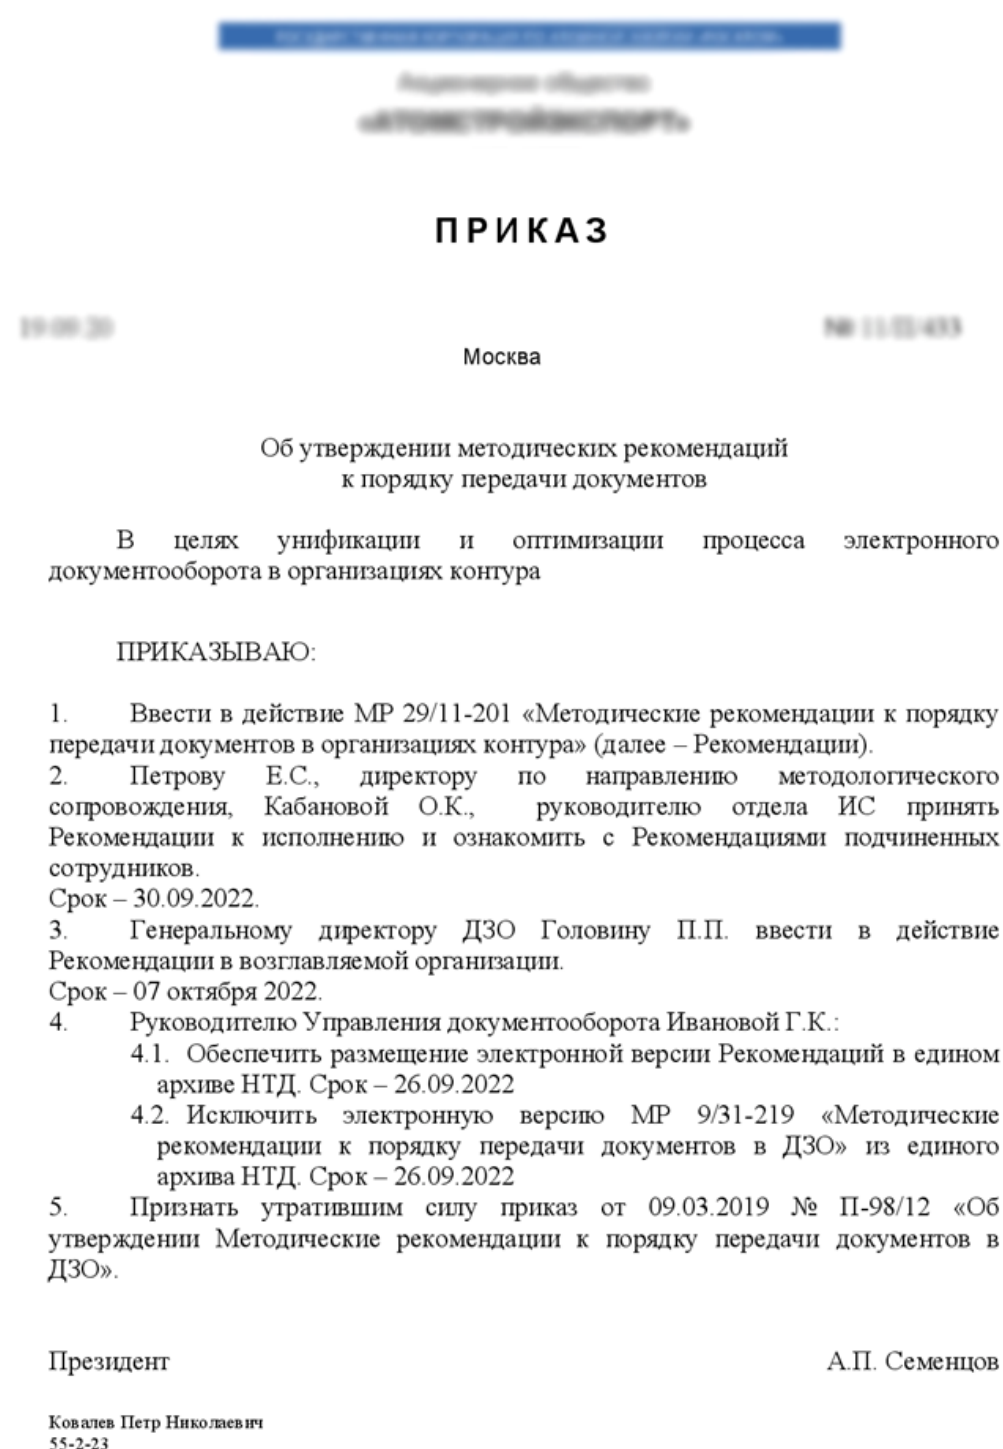 Акционерное общество
«АТОМСТРОЙЭКСПОРТ»
ПРИКАЗ
Москва
Об утверждении методических рекомендаций
к порядку передачи документов
В целях унификации и оптимизации процесса электронного
документооборота в организациях контура
ПРИКАЗЫВАЮ:
1. Ввести в действие МР 29/11-201 «Методические рекомендации к порядку
передачи документов в организациях контура» (далее – Рекомендации).
2. Петрову Е.С., директору по направлению методологического
сопровождения, Кабановой О.К., руководителю отдела ИС принять
Рекомендации к исполнению и ознакомить с Рекомендациями подчиненных
сотрудников.
Срок – 30.09.2022.
3. Генеральному директору ДЗО Головину П.П. ввести в действие
Рекомендации в возглавляемой организации.
Срок – 07 октября 2022.
4. Руководителю Управления документооборота Ивановой Г.К.:
4.1. Обеспечить размещение электронной версии Рекомендаций в едином
архиве НТД. Срок – 26.09.2022
4.2. Исключить электронную версию МР 9/31-219 «Методические
рекомендации к порядку передачи документов в ДЗО» из единого
архива НТД. Срок – 26.09.2022
5. Признать утратившим силу приказ от 09.03.2019 № П-98/12 «Об
утверждении Методические рекомендации к порядку передачи документов в
ДЗО».
Президент А.П. Семенцов
Ковалев Петр Николаевич
55-2-23